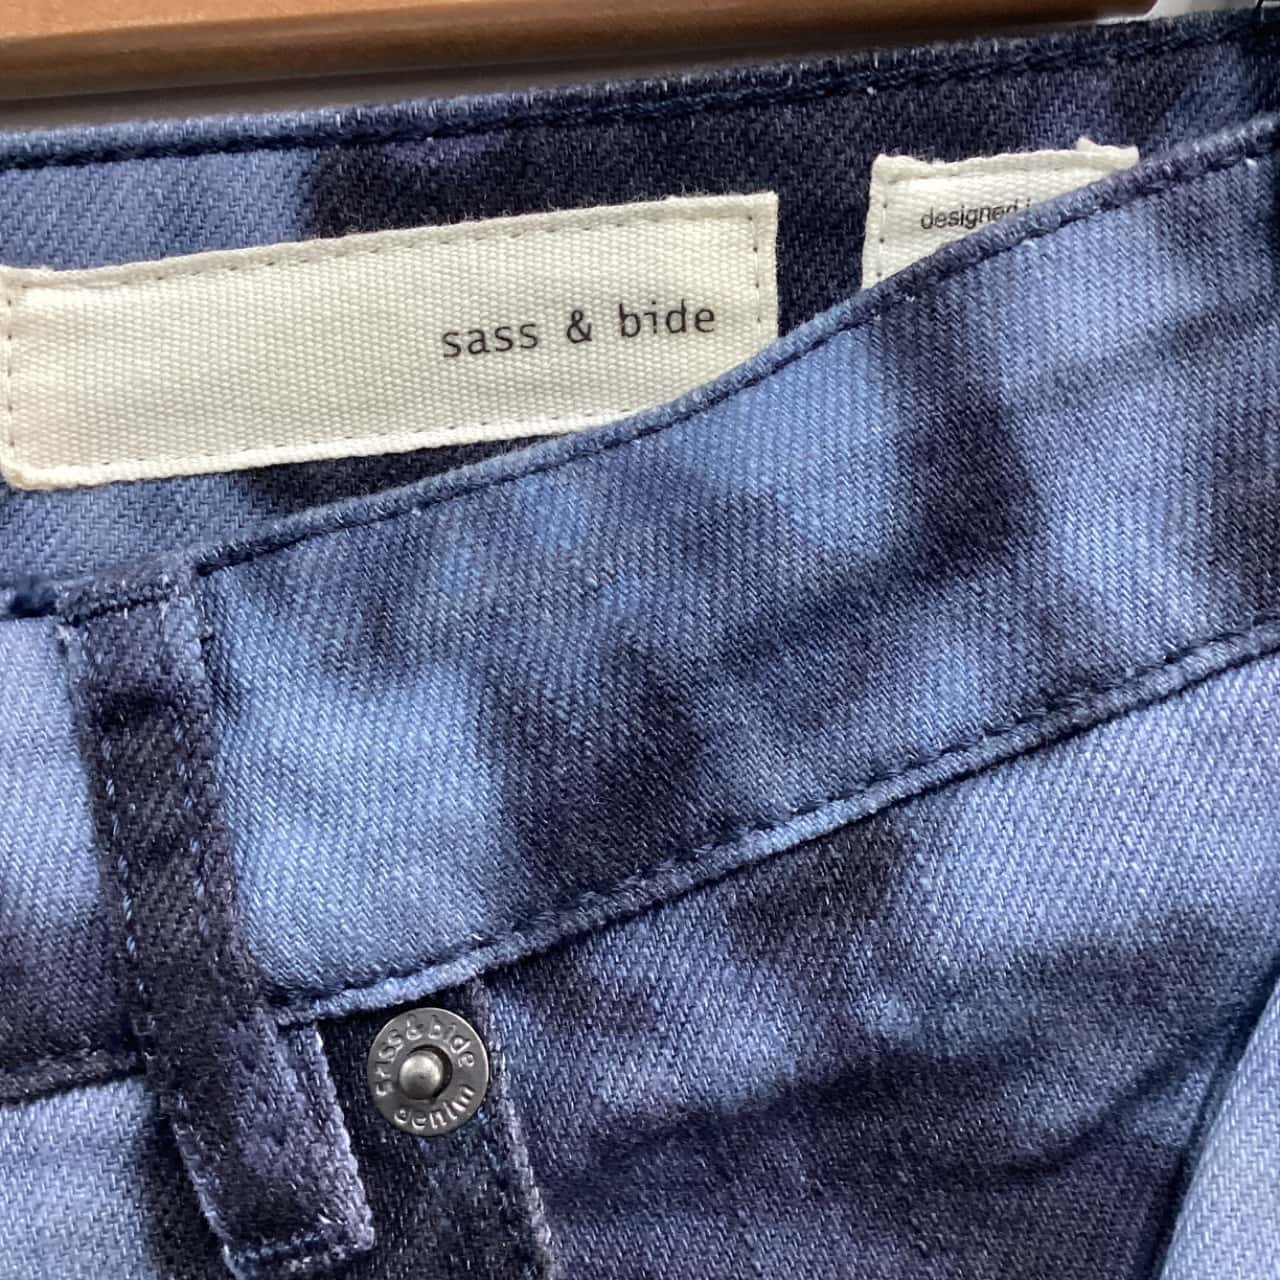 sass & bide
designed
sass & bide
denim